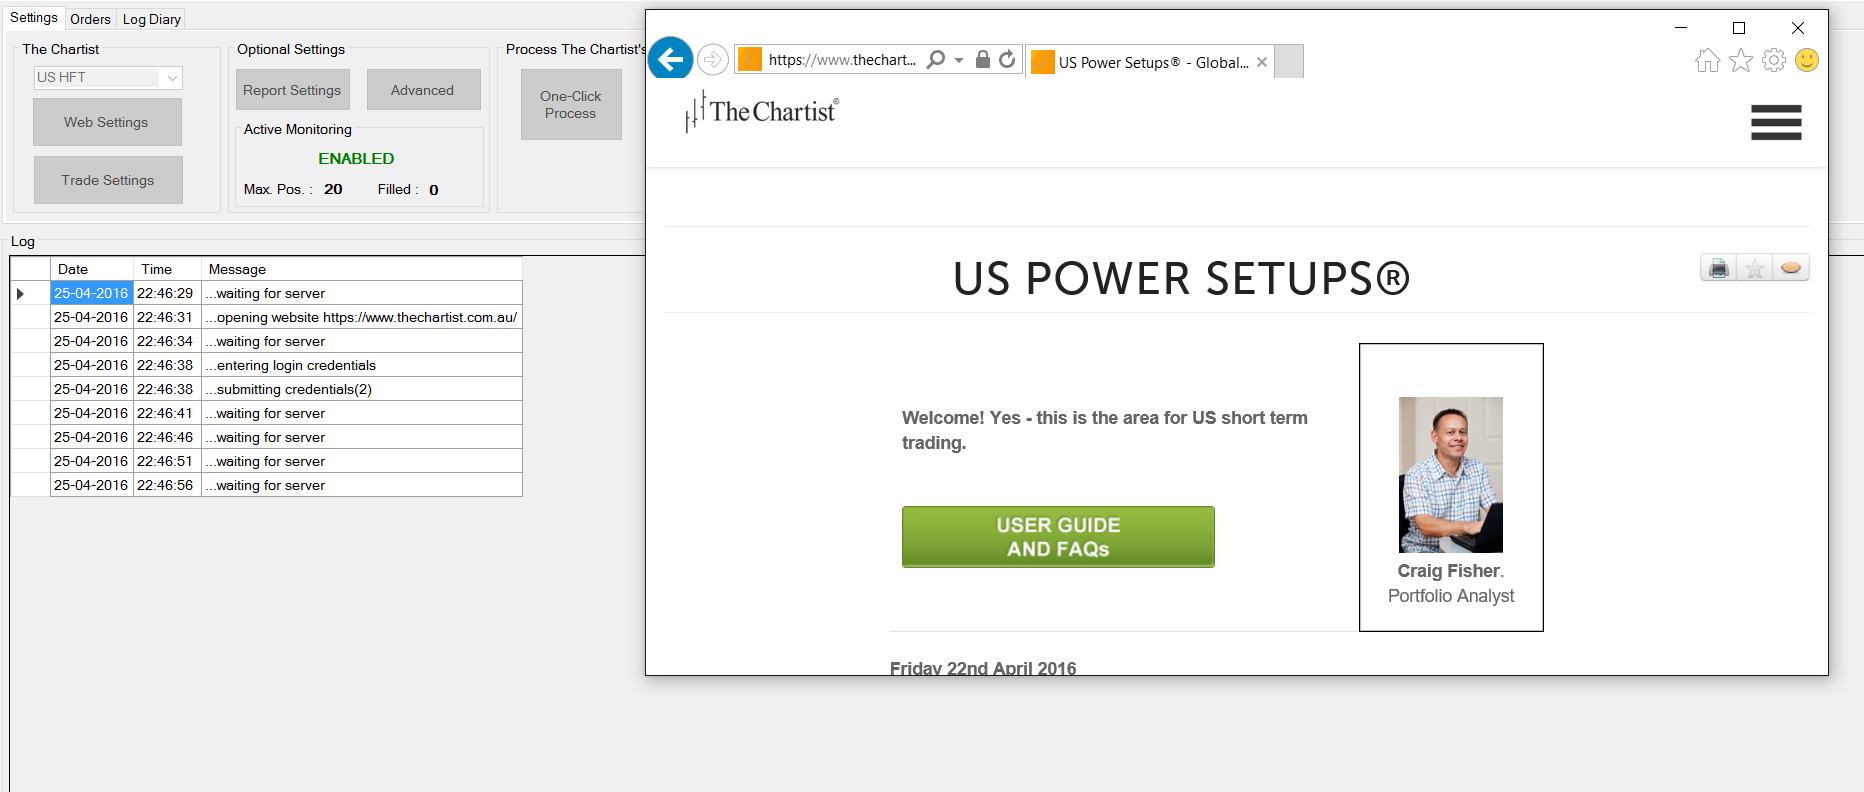 Settings Orders Log Diary
The Chartist
US HFT
Web Settings
Trade Settings
Optional Settings
Report Settings Advanced
Active Monitoring
ENABLED
Max. Pos. : 20 Filled : 0
Process The Chartist's
One-Click
Process
Log
Date Time Message
25-04-2016 22:46:29 ...waiting for server
25-04-2016 22:46:31 ...opening website https://www.thechartist.com.au/
25-04-2016 22:46:34 ...waiting for server
25-04-2016 22:46:38 ...entering login credentials
25-04-2016 22:46:38 ...submitting credentials(2)
25-04-2016 22:46:41 ...waiting for server
25-04-2016 22:46:46 ...waiting for server
25-04-2016 22:46:51 ...waiting for server
25-04-2016 22:46:56 ...waiting for server
https://www.thechart... US Power Setups® - Global...
The Chartist®
US POWER SETUPS®
Welcome! Yes - this is the area for US short term
trading.
USER GUIDE
AND FAQs
Craig Fisher.
Portfolio Analyst
Friday 22nd April 2016